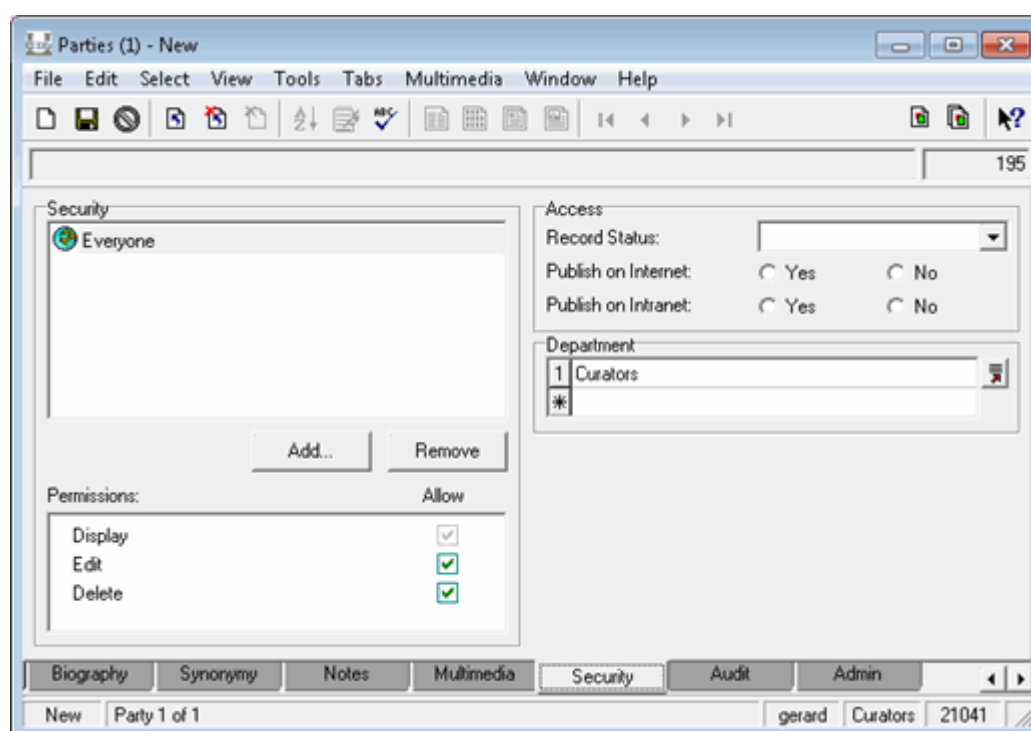 Parties (1) - New
File Edit Select View Tools Tabs Multimedia Window Help
195
Security
Everyone
Add... Remove
Permissions: Allow
Display
Edit
Delete
Access
Record Status:
Publish on Internet: Yes No
Publish on Intranet: Yes No
Department
1 Curators
Biography Synonymy Notes Multimedia Security Audit Admin
New Party 1 of 1 gerard Curators 21041